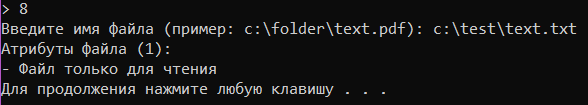 > 8
Введите имя файла (пример: c:\folder\text.pdf): c:\test\text.txt
Атрибуты файла (1):
- Файл только для чтения
Для продолжения нажмите любую клавишу . . .